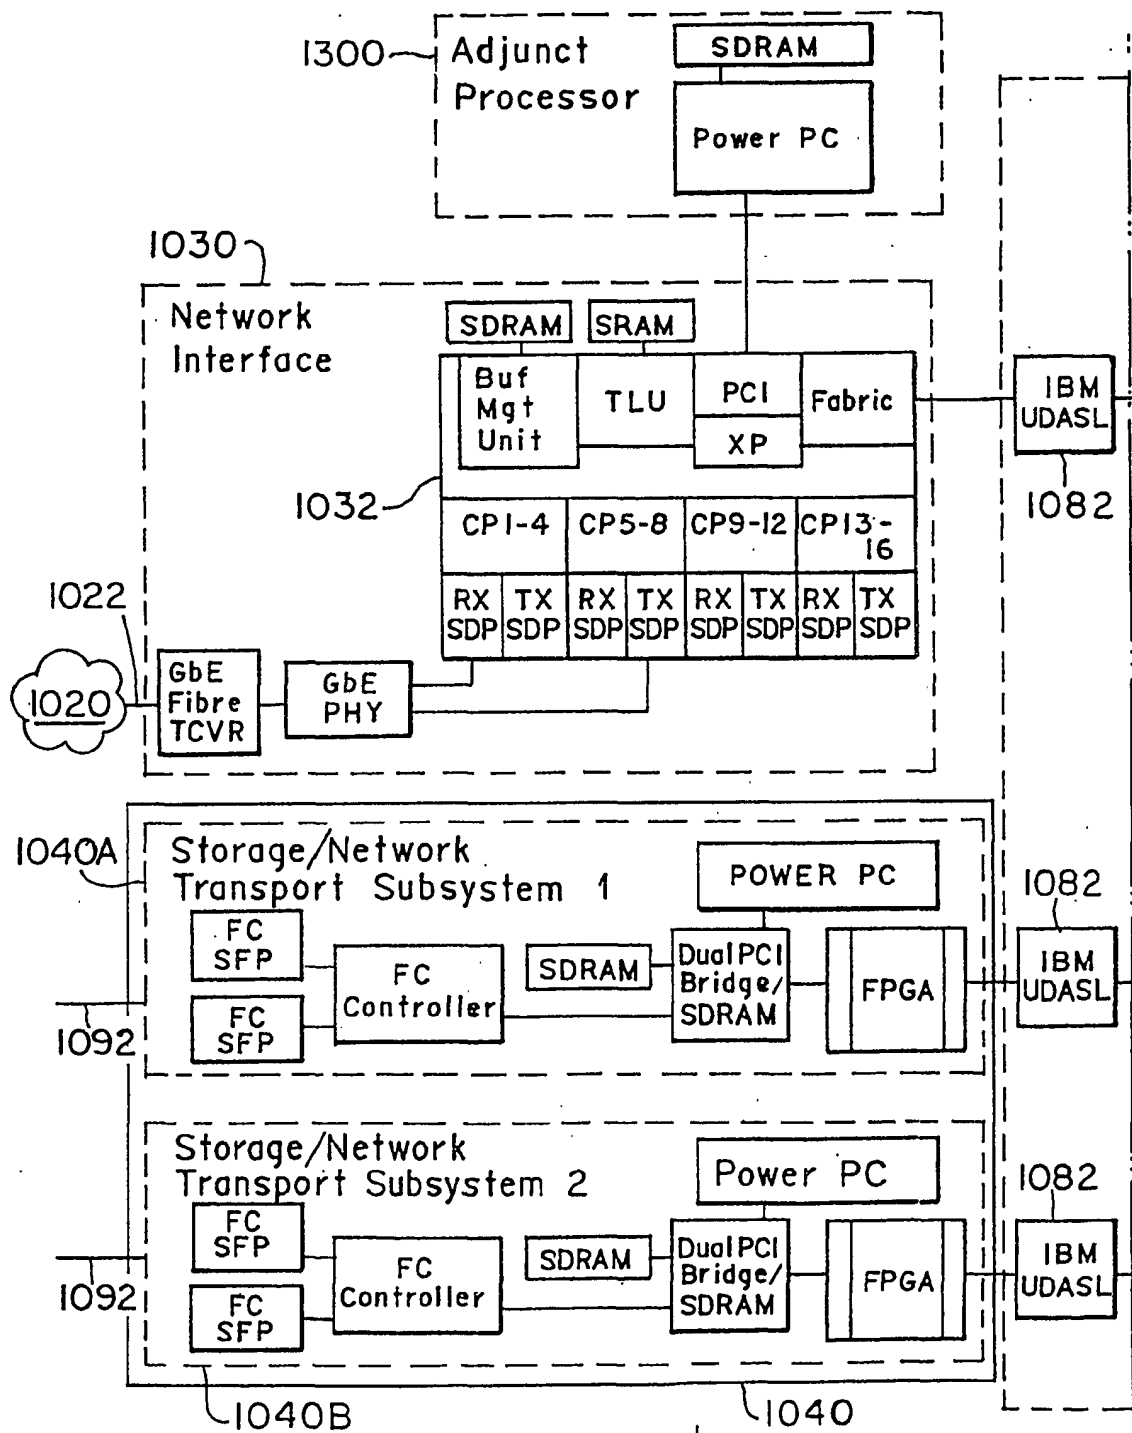 1300
Adjunct
Processor
SDRAM
Power PC
1030
Network
Interface
SDRAM
SRAM
Buf
Mgt
Unit
TLU
PCI
XP
Fabric
IBM
UDASL
1082
1032
CP1-4
CP5-8
CP9-12
CP13-
16
RX
SDP
TX
SDP
RX
SDP
TX
SDP
RX
SDP
TX
SDP
RX
SDP
TX
SDP
1022
1020
GbE
Fibre
TCVR
GbE
PHY
1040A
Storage/Network
Transport Subsystem 1
POWER PC
FC
SFP
FC
SFP
FC
Controller
SDRAM
Dual PCI
Bridge/
SDRAM
FPGA
1082
IBM
UDASL
1092
Storage/Network
Transport Subsystem 2
Power PC
FC
SFP
FC
SFP
FC
Controller
SDRAM
Dual PCI
Bridge/
SDRAM
FPGA
1082
IBM
UDASL
1092
1040B
1040